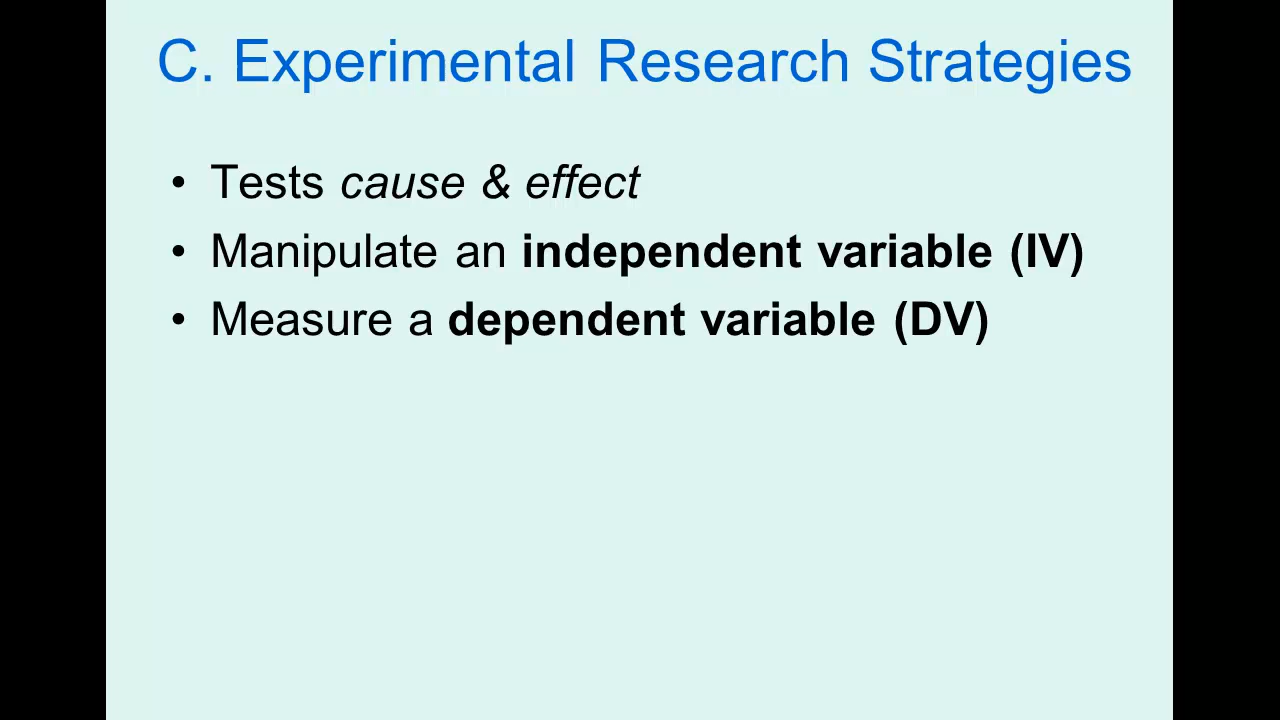 C. Experimental Research Strategies
• Tests cause & effect
• Manipulate an independent variable (IV)
• Measure a dependent variable (DV)